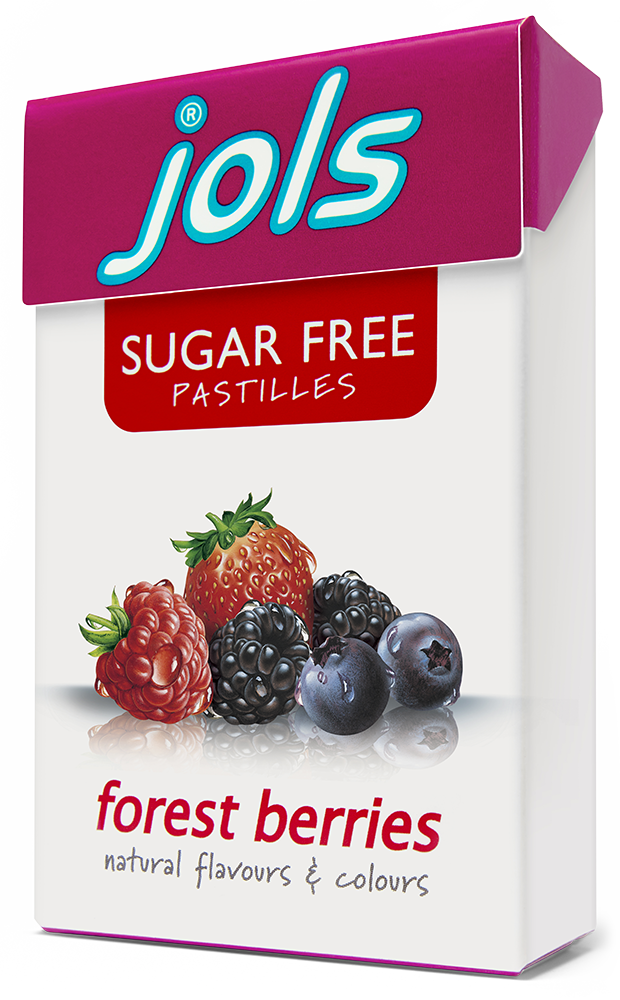 ®
jols
SUGAR FREE
PASTILLES
forest berries
natural flavours & colours